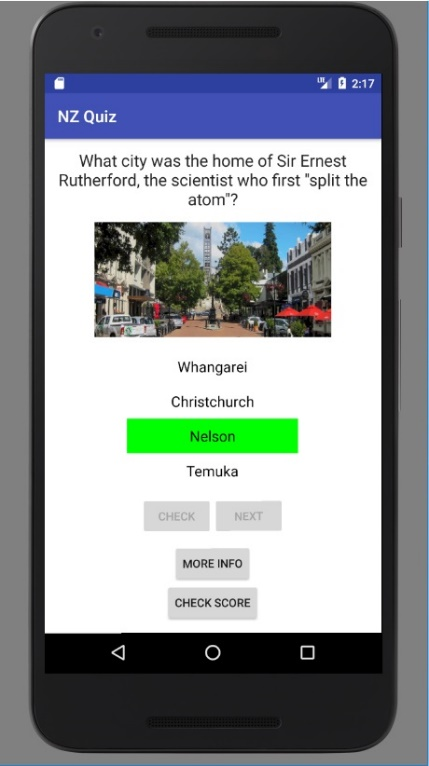 LTE 2:17
NZ Quiz
What city was the home of Sir Ernest
Rutherford, the scientist who first "split the
atom"?
Whangarei
Christchurch
Nelson
Temuka
CHECK NEXT
MORE INFO
CHECK SCORE